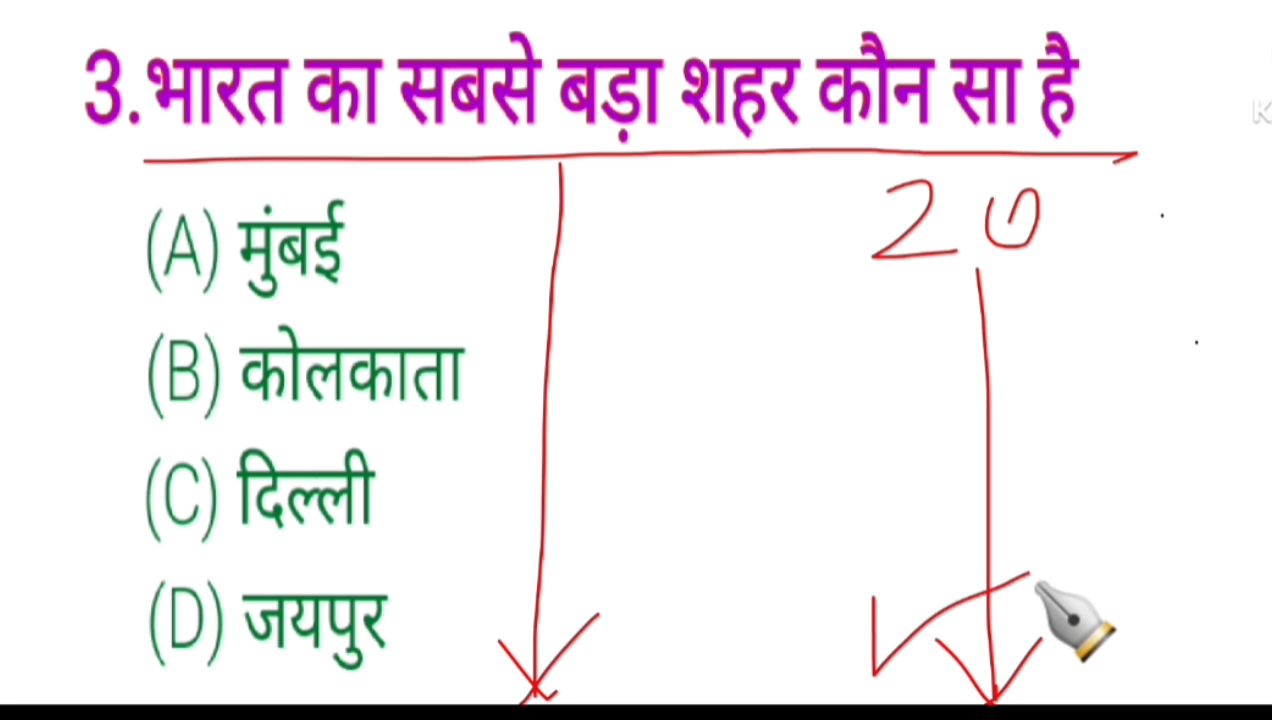 3.भारत का सबसे बड़ा शहर कौन सा है
(A) मुंबई
(B) कोलकाता
(C) दिल्ली
(D) जयपुर
20